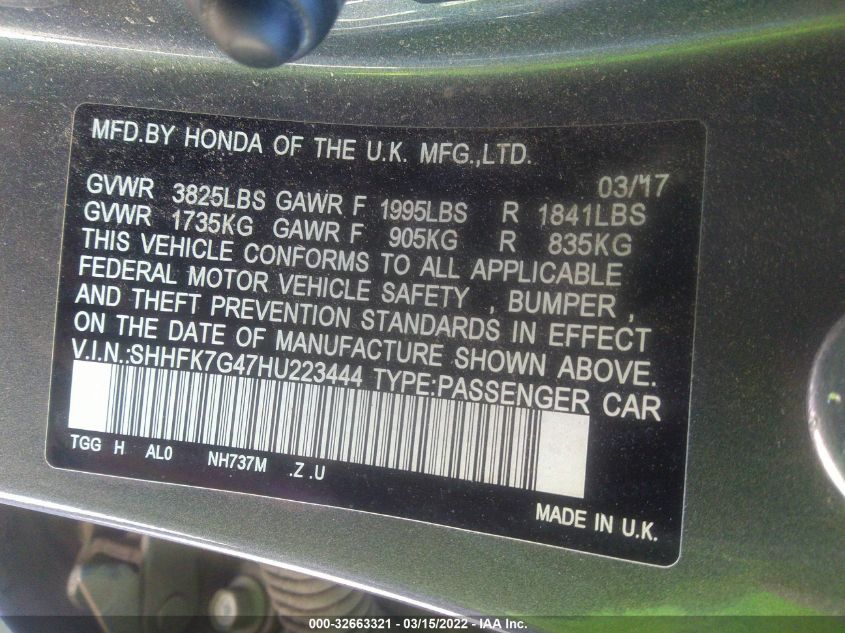 MFD.BY HONDA OF THE U.K. MFG.,LTD.
03/17
GVWR 3825LBS GAWR F 1995LBS R 1841LBS
GVWR 1735KG GAWR F 905KG R 835KG
THIS VEHICLE CONFORMS TO ALL APPLICABLE
FEDERAL MOTOR VEHICLE SAFETY , BUMPER ,
AND THEFT PREVENTION STANDARDS IN EFFECT
ON THE DATE OF MANUFACTURE SHOWN ABOVE.
V.I.N.:SHHFK7G47HU223444 TYPE:PASSENGER CAR
TGG H AL0 NH737M .Z .U
MADE IN U.K.
000-32663321 - 03/15/2022 - IAA Inc.